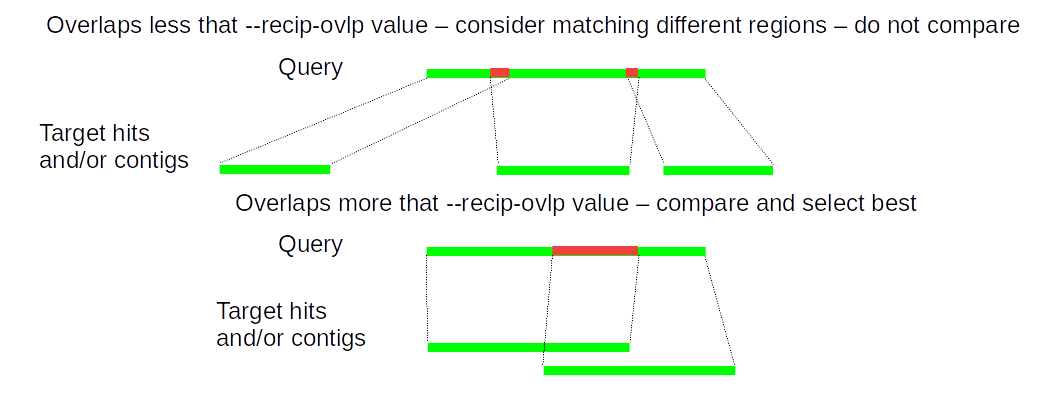 Overlaps less that --recip-ovlp value – consider matching different regions – do not compare
Query
Target hits
and/or contigs
Overlaps more that --recip-ovlp value – compare and select best
Query
Target hits
and/or contigs